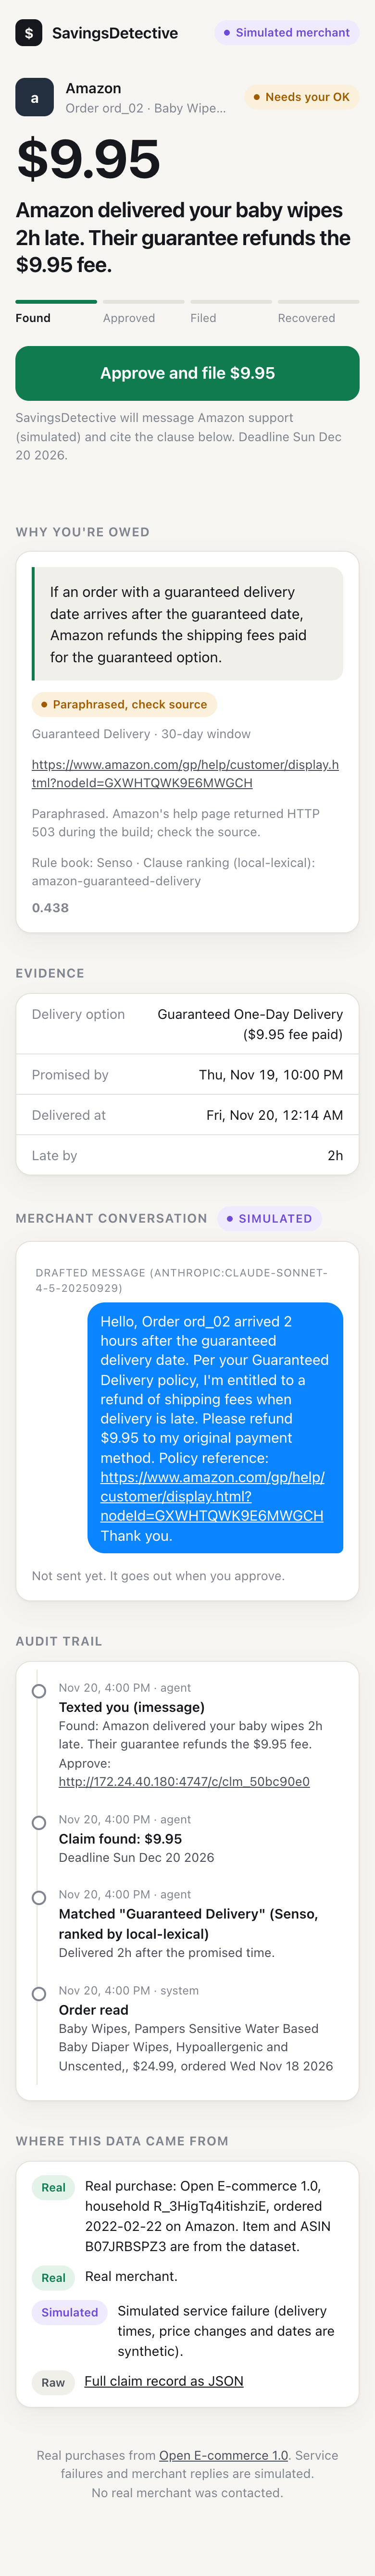 $ SavingsDetective
Simulated merchant
a
Amazon
Order ord_02 · Baby Wipe...
Needs your OK
$9.95
Amazon delivered your baby wipes
2h late. Their guarantee refunds the
$9.95 fee.
Found
Approved
Filed
Recovered
Approve and file $9.95
SavingsDetective will message Amazon support
(simulated) and cite the clause below. Deadline Sun Dec
20 2026.
WHY YOU'RE OWED
If an order with a guaranteed delivery
date arrives after the guaranteed date,
Amazon refunds the shipping fees paid
for the guaranteed option.
Paraphrased, check source
Guaranteed Delivery · 30-day window
https://www.amazon.com/gp/help/customer/display.h
tml?nodeId=GXWHTQWK9E6MWGCH
Paraphrased. Amazon's help page returned HTTP
503 during the build; check the source.
Rule book: Senso · Clause ranking (local-lexical):
amazon-guaranteed-delivery
0.438
EVIDENCE
Delivery option
Guaranteed One-Day Delivery
($9.95 fee paid)
Promised by
Thu, Nov 19, 10:00 PM
Delivered at
Fri, Nov 20, 12:14 AM
Late by
2h
MERCHANT CONVERSATION
SIMULATED
DRAFTED MESSAGE (ANTHROPIC:CLAUDE-SONNET-
4-5-20250929)
Hello, Order ord_02 arrived 2
hours after the guaranteed
delivery date. Per your Guaranteed
Delivery policy, I'm entitled to a
refund of shipping fees when
delivery is late. Please refund
$9.95 to my original payment
method. Policy reference:
https://www.amazon.com/gp/help/
customer/display.html?
nodeId=GXWHTQWK9E6MWGCH
Thank you.
Not sent yet. It goes out when you approve.
AUDIT TRAIL
Nov 20, 4:00 PM · agent
Texted you (imessage)
Found: Amazon delivered your baby wipes 2h
late. Their guarantee refunds the $9.95 fee.
Approve:
http://172.24.40.180:4747/c/clm_50bc90e0
Nov 20, 4:00 PM · agent
Claim found: $9.95
Deadline Sun Dec 20 2026
Nov 20, 4:00 PM · agent
Matched "Guaranteed Delivery" (Senso,
ranked by local-lexical)
Delivered 2h after the promised time.
Nov 20, 4:00 PM · system
Order read
Baby Wipes, Pampers Sensitive Water Based
Baby Diaper Wipes, Hypoallergenic and
Unscented,, $24.99, ordered Wed Nov 18 2026
WHERE THIS DATA CAME FROM
Real
Real purchase: Open E-commerce 1.0,
household R_3HigTq4itishziE, ordered
2022-02-22 on Amazon. Item and ASIN
B07JRBSPZ3 are from the dataset.
Real
Real merchant.
Simulated
Simulated service failure (delivery
times, price changes and dates are
synthetic).
Raw
Full claim record as JSON
Real purchases from Open E-commerce 1.0. Service
failures and merchant replies are simulated.
No real merchant was contacted.